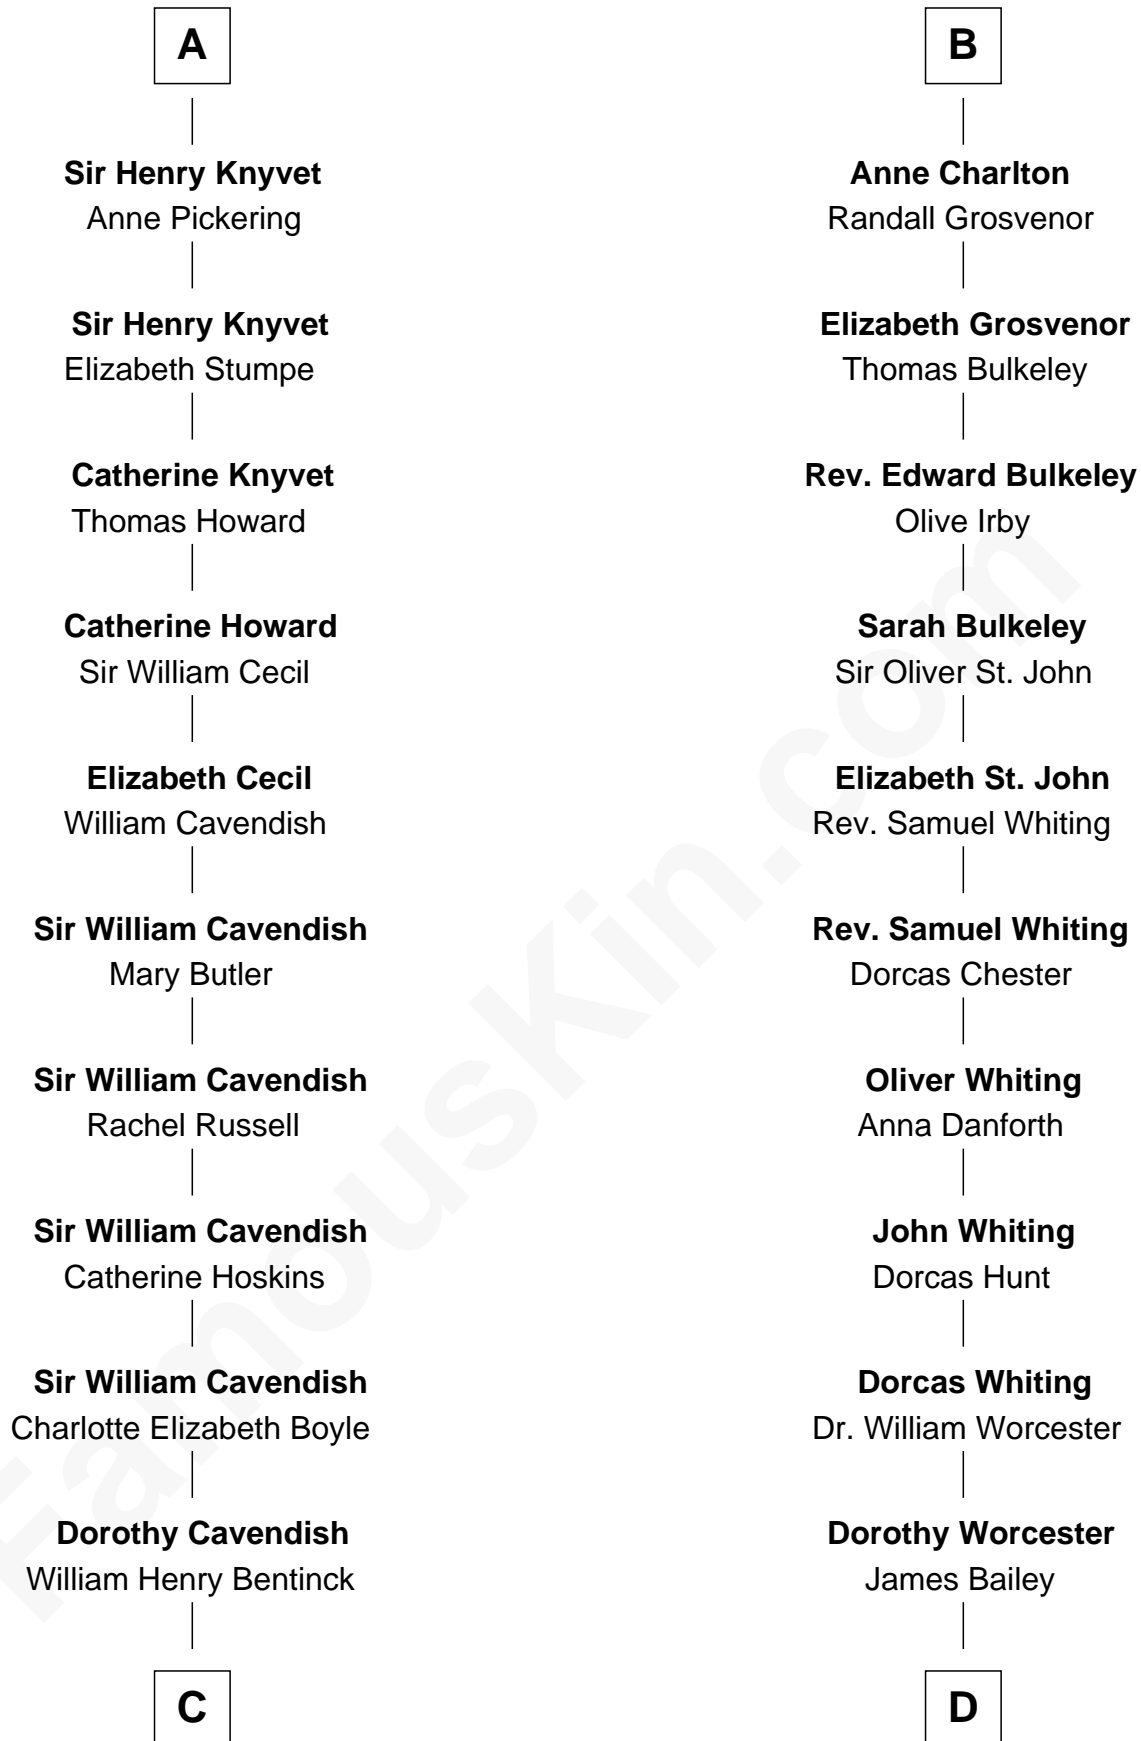 A
Sir Henry Knyvet
Anne Pickering
Sir Henry Knyvet
Elizabeth Stumpe
Catherine Knyvet
Thomas Howard
Catherine Howard
Sir William Cecil
Elizabeth Cecil
William Cavendish
Sir William Cavendish
Mary Butler
Sir William Cavendish
Rachel Russell
Sir William Cavendish
Catherine Hoskins
Sir William Cavendish
Charlotte Elizabeth Boyle
Dorothy Cavendish
William Henry Bentinck
C
B
Anne Charlton
Randall Grosvenor
Elizabeth Grosvenor
Thomas Bulkeley
Rev. Edward Bulkeley
Olive Irby
Sarah Bulkeley
Sir Oliver St. John
Elizabeth St. John
Rev. Samuel Whiting
Rev. Samuel Whiting
Dorcas Chester
Oliver Whiting
Anna Danforth
John Whiting
Dorcas Hunt
Dorcas Whiting
Dr. William Worcester
Dorothy Worcester
James Bailey
D
FamousKin.com